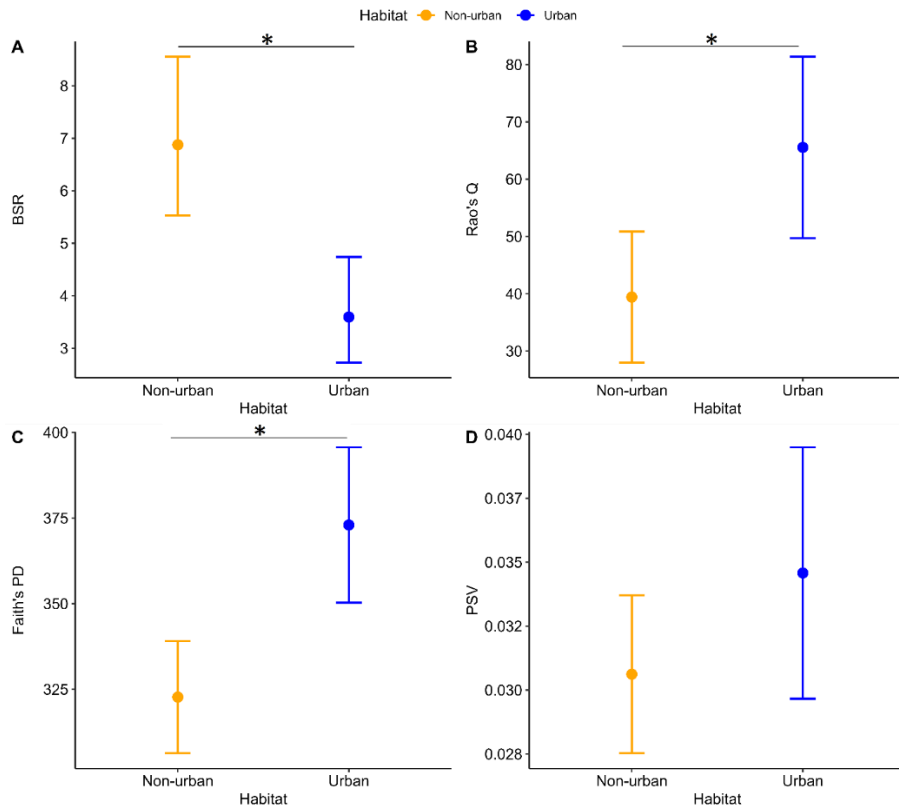 Habitat Non-urban Urban
A
*
BSR
8
7
6
5
4
3
Non-urban Urban
Habitat
B
*
Rao's Q
80
70
60
50
40
30
Non-urban Urban
Habitat
C
*
Faith's PD
400
375
350
325
Non-urban Urban
Habitat
D
PSV
0.040
0.037
0.035
0.032
0.030
0.028
Non-urban Urban
Habitat